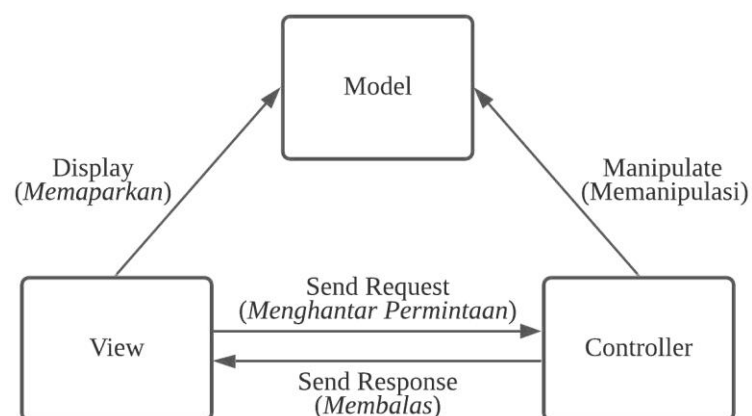 Model
Display
(Memaparkan)
Manipulate
(Memanipulasi)
Send Request
(Menghantar Permintaan)
View
Controller
Send Response
(Membalas)